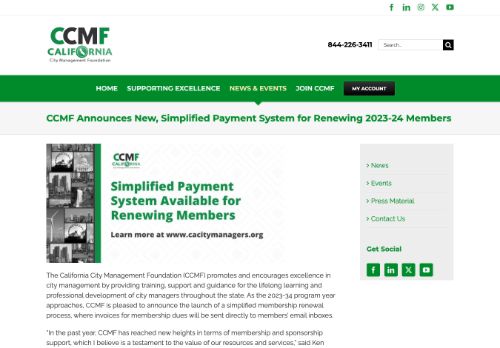 CCMF
CALIFORNIA
City Management Foundation
844-226-3411
Search...
HOME
SUPPORTING EXCELLENCE
NEWS & EVENTS
JOIN CCMF
MY ACCOUNT
CCMF Announces New, Simplified Payment System for Renewing 2023-24 Members
CCMF
CALIFORNIA
Simplified Payment
System Available for
Renewing Members
Learn more at www.cacitymanagers.org
The California City Management Foundation (CCMF) promotes and encourages excellence in
city management by providing training, support and guidance for the lifelong learning and
professional development of city managers throughout the state. As the 2023-24 program year
approaches, CCMF is pleased to announce the launch of a simplified membership renewal
process, where invoices for membership dues will be sent directly to members' email inboxes.
"In the past year, CCMF has reached new heights in terms of membership and sponsorship
support, which I believe is a testament to the value of our resources and services," said Ken
> News
> Events
> Press Material
> Contact Us
Get Social